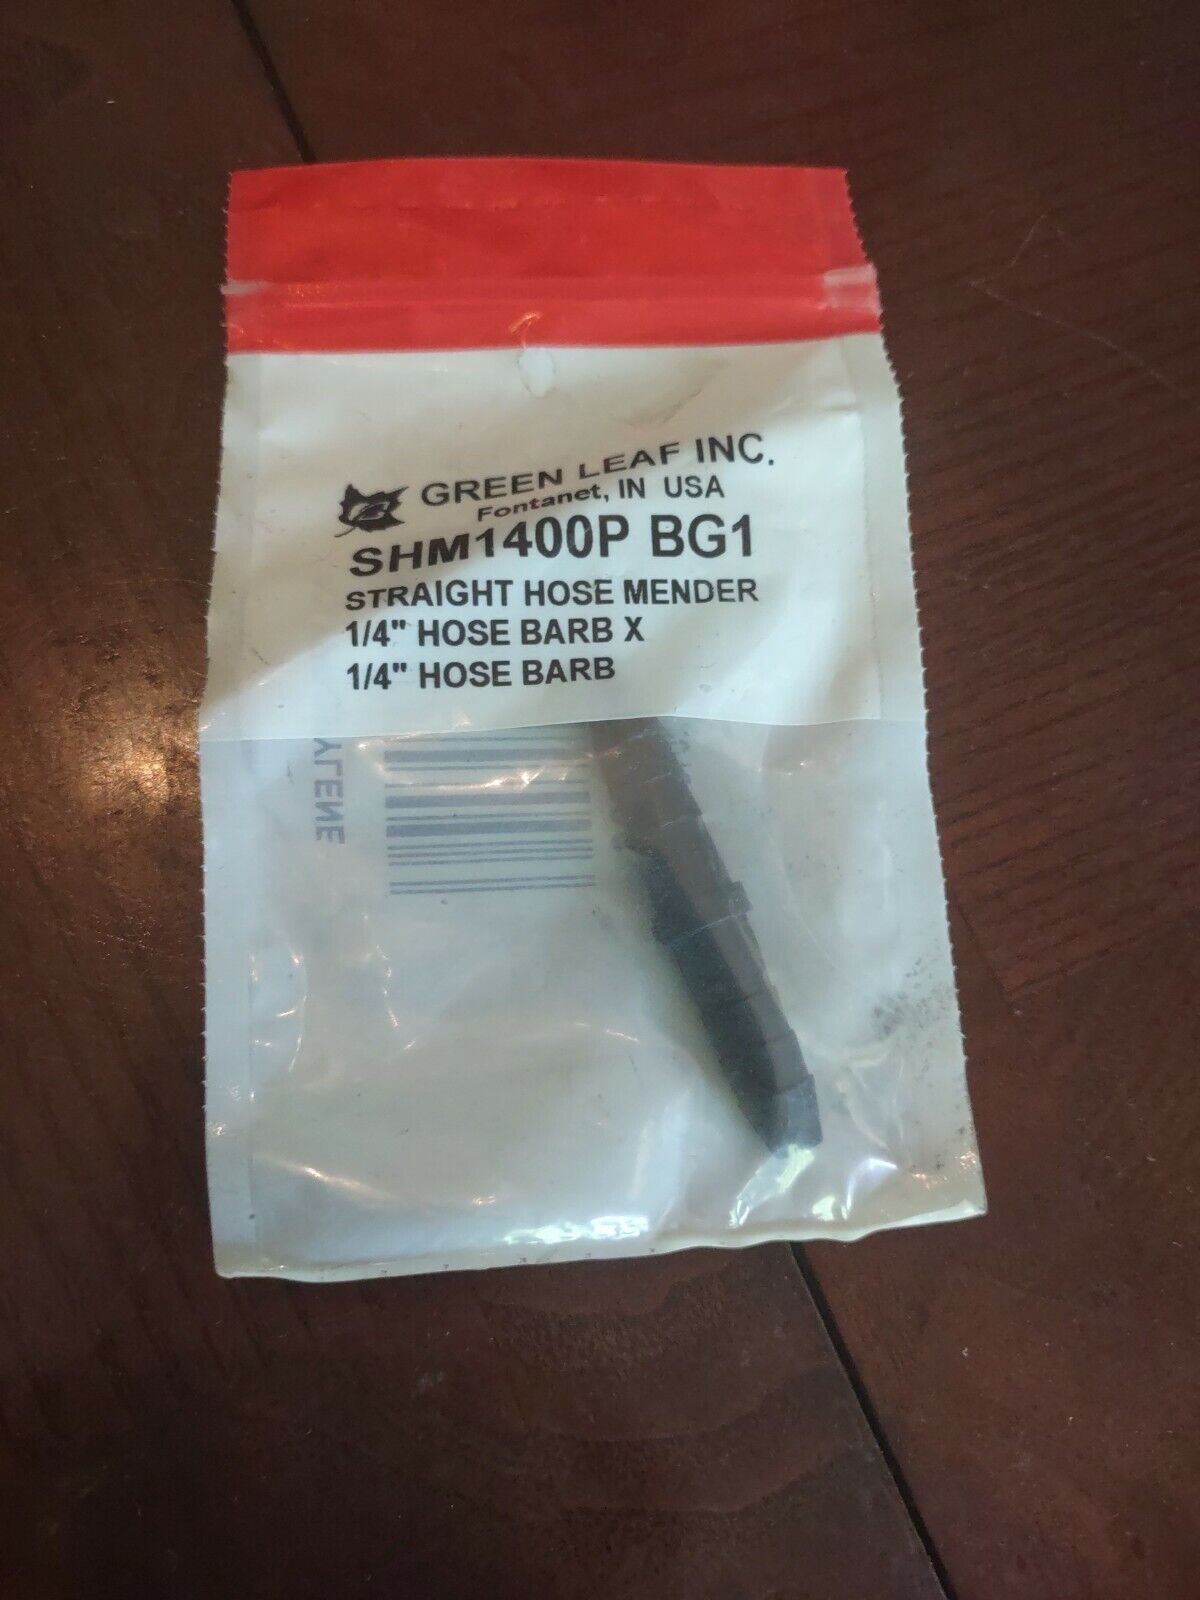 GREEN LEAF INC.
Fontanet, IN USA
SHM1400P BG1
STRAIGHT HOSE MENDER
1/4" HOSE BARB X
1/4" HOSE BARB
YLENE